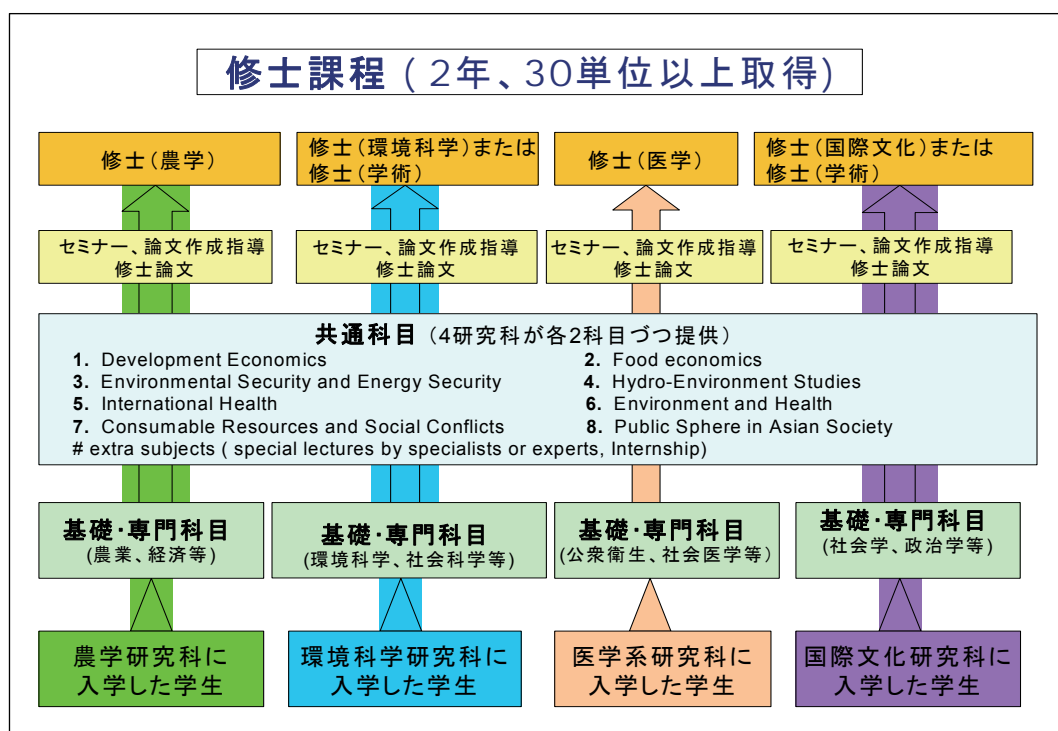 修士課程 (2年、30単位以上取得)
修士(農学)
修士(環境科学)または
修士(学術)
修士(医学)
修士(国際文化)または
修士(学術)
セミナー、論文作成指導
修士論文
セミナー、論文作成指導
修士論文
セミナー、論文作成指導
修士論文
セミナー、論文作成指導
修士論文
共通科目 (4研究科が各2科目づつ提供)
1. Development Economics
2. Food economics
3. Environmental Security and Energy Security
4. Hydro-Environment Studies
5. International Health
6. Environment and Health
7. Consumable Resources and Social Conflicts
8. Public Sphere in Asian Society
# extra subjects ( special lectures by specialists or experts, Internship)
基礎・専門科目
(農業、経済等)
基礎・専門科目
(環境科学、社会科学等)
基礎・専門科目
(公衆衛生、社会医学等)
基礎・専門科目
(社会学、政治学等)
農学研究科に
入学した学生
環境科学研究科に
入学した学生
医学系研究科に
入学した学生
国際文化研究科に
入学した学生